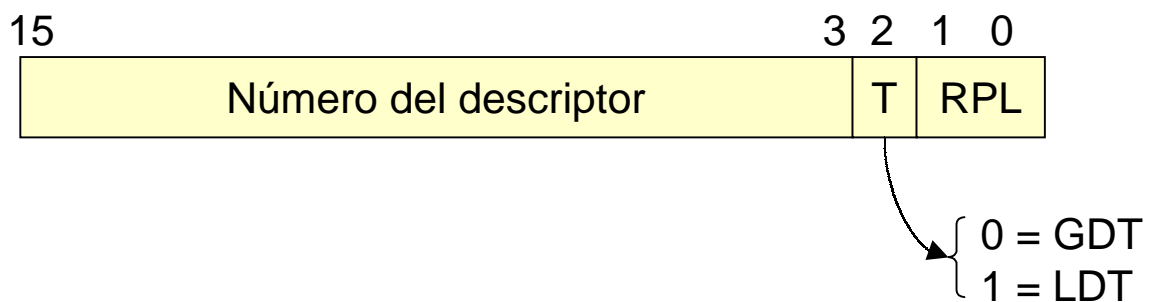 15 3 2 1 0
Número del descriptor T RPL
0 = GDT
1 = LDT